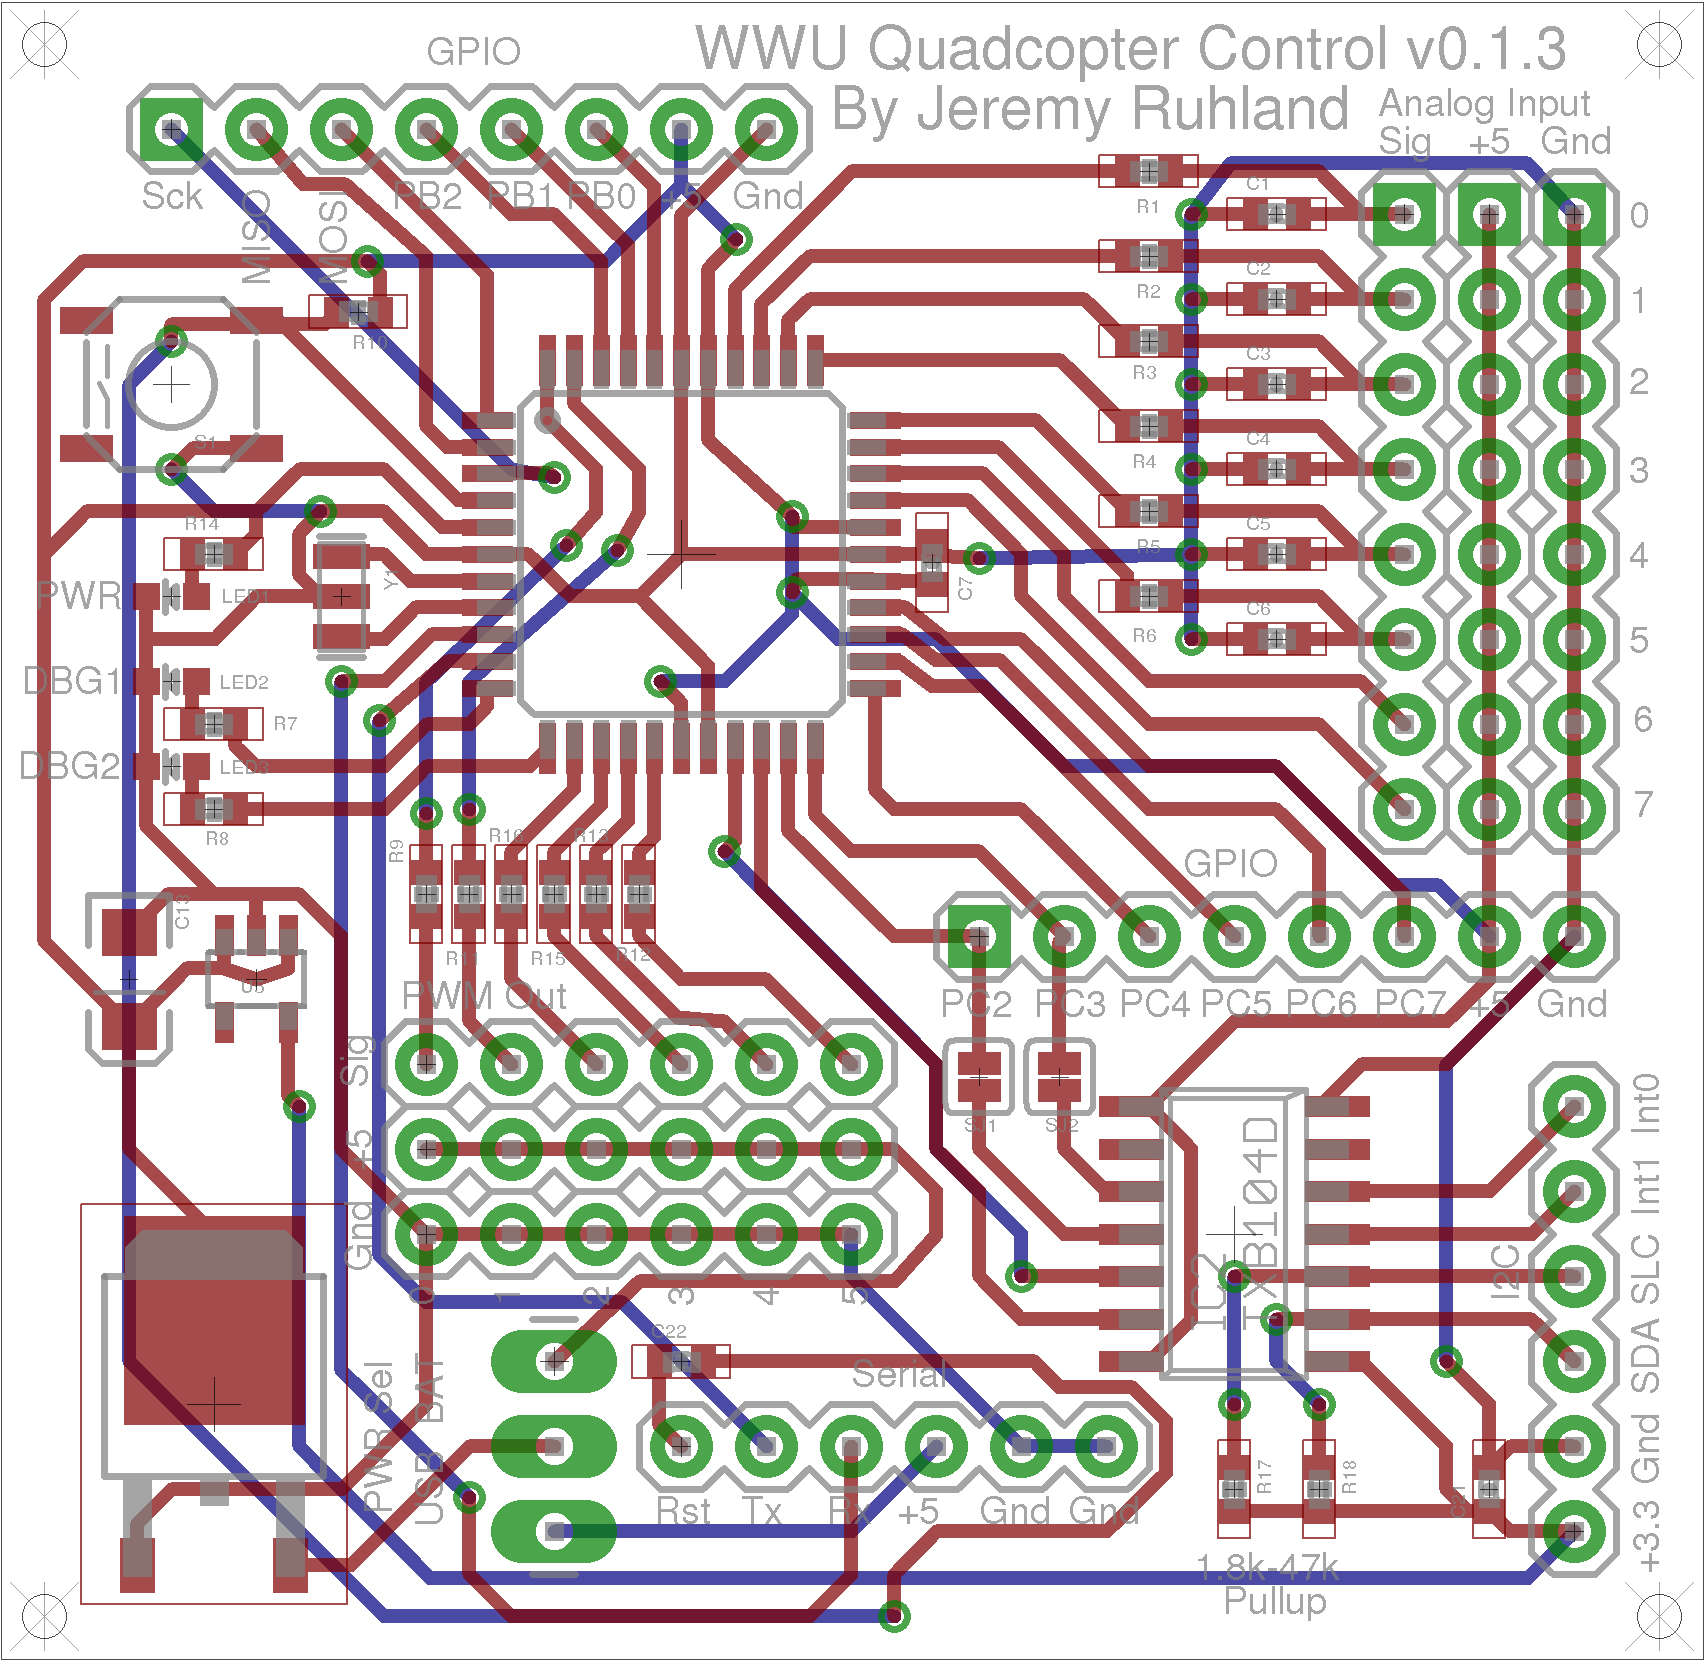 GPIO
WWU Quadcopter Control v0.1.3
By Jeremy Ruhland
Analog Input
Sig +5 Gnd
Sck MISO MOSI PB2 PB1 PB0 +5 Gnd
R1
C1
0
R2
C2
1
R10
R3
C3
2
S1
R4
C4
3
R14
R5
C5
4
PWR
LED1
Y1
C7
R6
C6
5
DBG1
LED2
R7
6
DBG2
LED3
R8
7
R9
R16
R13
GPIO
C13
R11
R15
R12
U3
PWM Out
PC2 PC3 PC4 PC5 PC6 PC7 +5 Gnd
Sig
+5
Gnd
SJ1
SJ2
0 1 2 3 4 5
IC2
TXB104D
Int0
Int1
I2C
SLC
SDA
Gnd
+3.3
C22
Serial
PWR Sel
USB BAT
Rst Tx Rx +5 Gnd Gnd
R17
R18
C21
1.8k-47k
Pullup